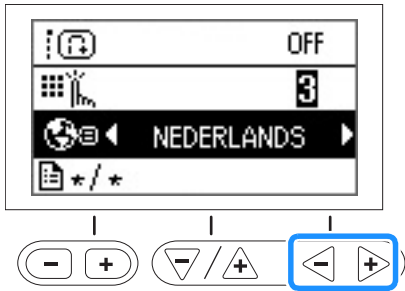 OFF
3
NEDERLANDS
*/*
- + -/+ - +